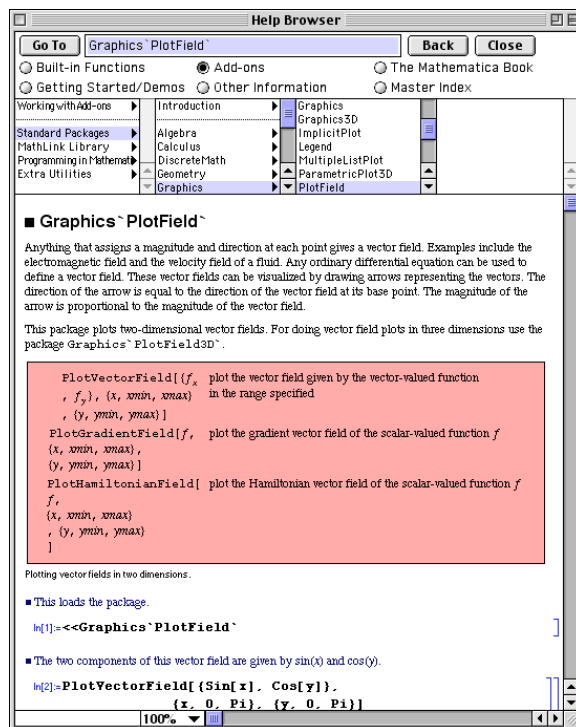 Help Browser
Go To Graphics`PlotField` Back Close
Built-in Functions Add-ons The Mathematica Book
Getting Started/Demos Other Information Master Index
Working with Add-ons
Standard Packages
MathLink Library
Programming in Mathemati
Extra Utilities
Introduction
Algebra
Calculus
DiscreteMath
Geometry
Graphics
Graphics
Graphics3D
ImplicitPlot
Legend
MultipleListPlot
ParametricPlot3D
PlotField
■ Graphics`PlotField`
Anything that assigns a magnitude and direction at each point gives a vector field. Examples include the
electromagnetic field and the velocity field of a fluid. Any ordinary differential equation can be used to
define a vector field. These vector fields can be visualized by drawing arrows representing the vectors. The
direction of the arrow is equal to the direction of the vector field at its base point. The magnitude of the
arrow is proportional to the magnitude of the vector field.
This package plots two-dimensional vector fields. For doing vector field plots in three dimensions use the
package Graphics`PlotField3D`.
PlotVectorField[{fx plot the vector field given by the vector-valued function
, fy}, {x, xmin, xmax} in the range specified
, {y, ymin, ymax}]
PlotGradientField[f, plot the gradient vector field of the scalar-valued function f
{x, xmin, xmax},
{y, ymin, ymax}]
PlotHamiltonianField[ plot the Hamiltonian vector field of the scalar-valued function f
f,
{x, xmin, xmax}
, {y, ymin, ymax}
]
Plotting vector fields in two dimensions.
■ This loads the package.
In[1]:=<<Graphics`PlotField`
■ The two components of this vector field are given by sin(x) and cos(y).
In[2]:=PlotVectorField[{Sin[x], Cos[y]},
{x, 0, Pi}, {y, 0, Pi}]
100%